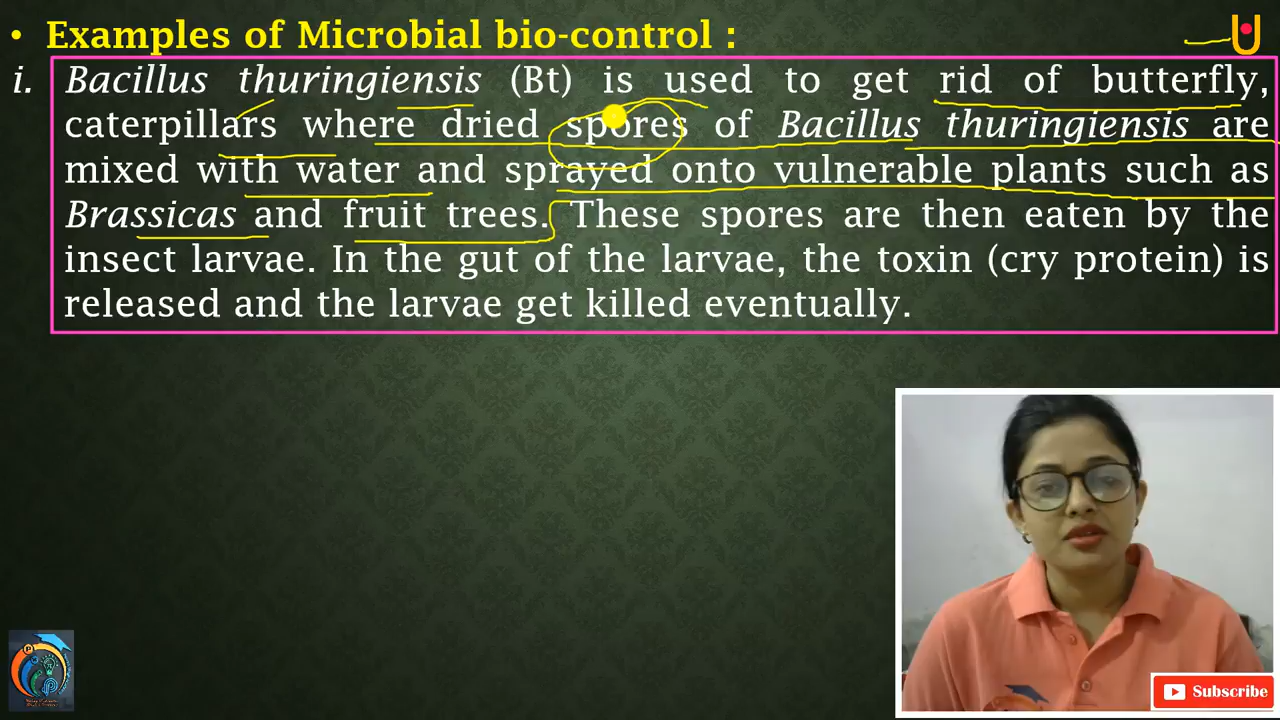 • Examples of Microbial bio-control :
i. Bacillus thuringiensis (Bt) is used to get rid of butterfly,
caterpillars where dried spores of Bacillus thuringiensis are
mixed with water and sprayed onto vulnerable plants such as
Brassicas and fruit trees. These spores are then eaten by the
insect larvae. In the gut of the larvae, the toxin (cry protein) is
released and the larvae get killed eventually.
Subscribe